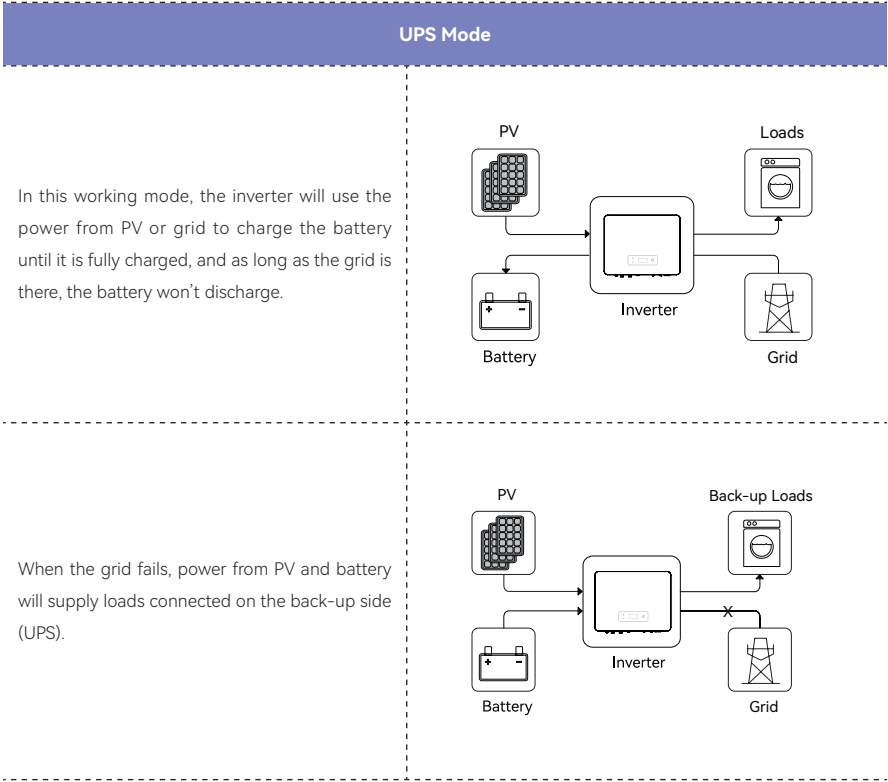 UPS Mode
In this working mode, the inverter will use the
power from PV or grid to charge the battery
until it is fully charged, and as long as the grid is
there, the battery won't discharge.
PV
Loads
Inverter
Battery
Grid
When the grid fails, power from PV and battery
will supply loads connected on the back-up side
(UPS).
PV
Back-up Loads
X
Inverter
Battery
Grid